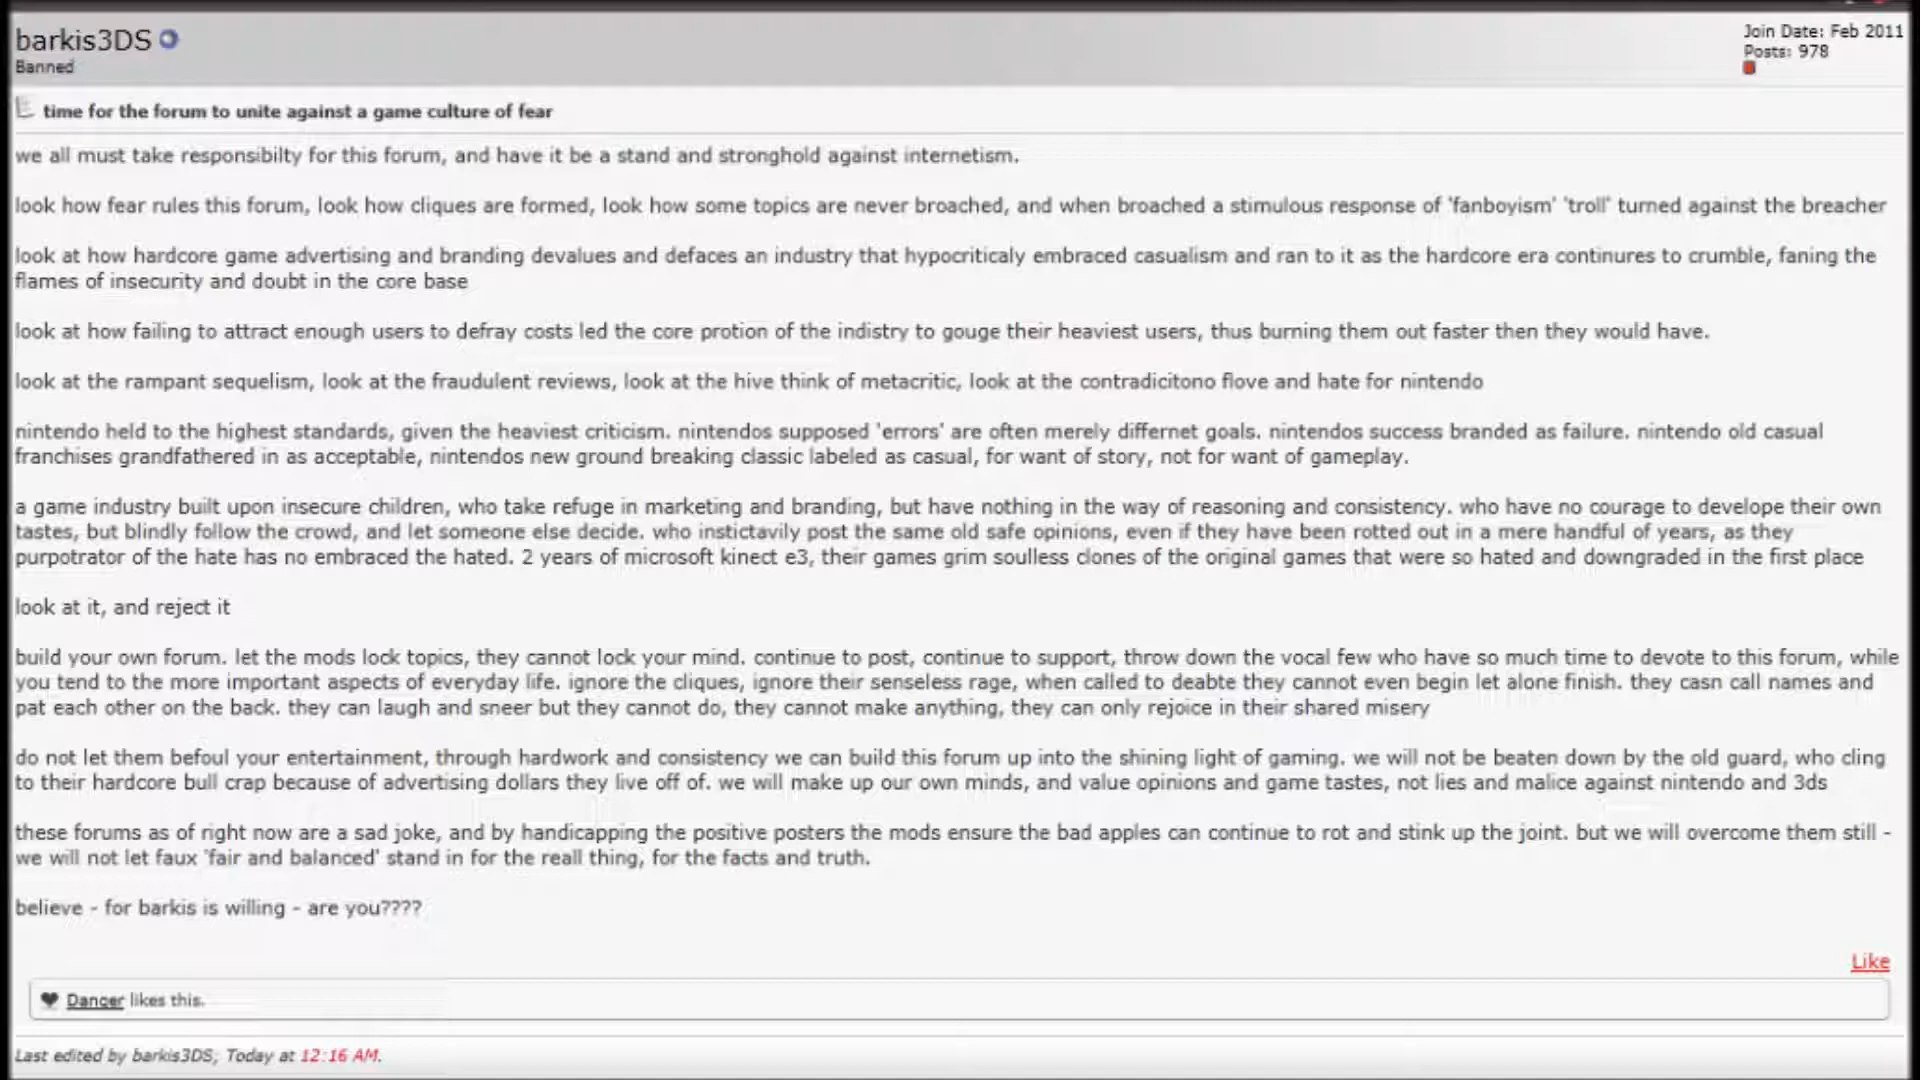 barkis3DS
Banned
Join Date: Feb 2011
Posts: 978
time for the forum to unite against a game culture of fear
we all must take responsibilty for this forum, and have it be a stand and stronghold against internetism.
look how fear rules this forum, look how cliques are formed, look how some topics are never broached, and when broached a stimulous response of 'fanboyism' 'troll' turned against the breacher
look at how hardcore game advertising and branding devalues and defaces an industry that hypocriticaly embraced casualism and ran to it as the hardcore era continures to crumble, faning the
flames of insecurity and doubt in the core base
look at how failing to attract enough users to defray costs led the core protion of the indistry to gouge their heaviest users, thus burning them out faster then they would have.
look at the rampant sequelism, look at the fraudulent reviews, look at the hive think of metacritic, look at the contradicitono flove and hate for nintendo
nintendo held to the highest standards, given the heaviest criticism. nintendos supposed 'errors' are often merely differnet goals. nintendos success branded as failure. nintendo old casual
franchises grandfathered in as acceptable, nintendos new ground breaking classic labeled as casual, for want of story, not for want of gameplay.
a game industry built upon insecure children, who take refuge in marketing and branding, but have nothing in the way of reasoning and consistency. who have no courage to develope their own
tastes, but blindly follow the crowd, and let someone else decide. who instictavily post the same old safe opinions, even if they have been rotted out in a mere handful of years, as they
purpotrator of the hate has no embraced the hated. 2 years of microsoft kinect e3, their games grim soulless clones of the original games that were so hated and downgraded in the first place
look at it, and reject it
build your own forum. let the mods lock topics, they cannot lock your mind. continue to post, continue to support, throw down the vocal few who have so much time to devote to this forum, while
you tend to the more important aspects of everyday life. ignore the cliques, ignore their senseless rage, when called to deabte they cannot even begin let alone finish. they casn call names and
pat each other on the back. they can laugh and sneer but they cannot do, they cannot make anything, they can only rejoice in their shared misery
do not let them befoul your entertainment, through hardwork and consistency we can build this forum up into the shining light of gaming. we will not be beaten down by the old guard, who cling
to their hardcore bull crap because of advertising dollars they live off of. we will make up our own minds, and value opinions and game tastes, not lies and malice against nintendo and 3ds
these forums as of right now are a sad joke, and by handicapping the positive posters the mods ensure the bad apples can continue to rot and stink up the joint. but we will overcome them still -
we will not let faux 'fair and balanced' stand in for the reall thing, for the facts and truth.
believe - for barkis is willing - are you????
Like
Dancer likes this.
Last edited by barkis3DS; Today at 12:16 AM.